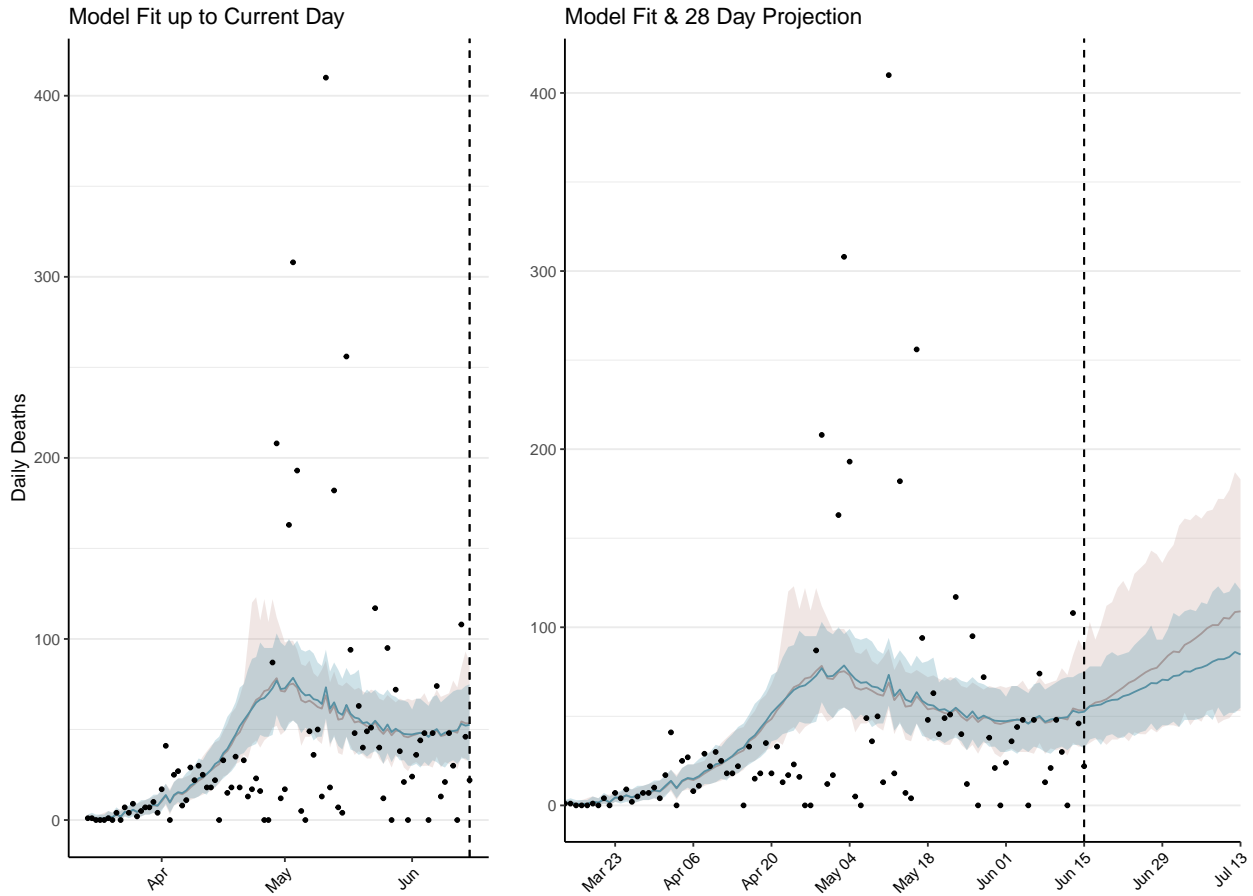 Model Fit up to Current Day
Daily Deaths
400
300
200
100
0
Apr
May
Jun
Model Fit & 28 Day Projection
400
300
200
100
0
Mar 23
Apr 06
Apr 20
May 04
May 18
Jun 01
Jun 15
Jun 29
Jul 13